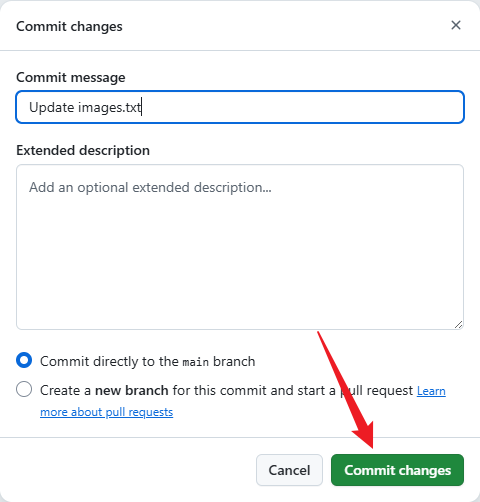 Commit changes
Commit message
Update images.txt
Extended description
Add an optional extended description...
Commit directly to the main branch
Create a new branch for this commit and start a pull request Learn
more about pull requests
Cancel
Commit changes